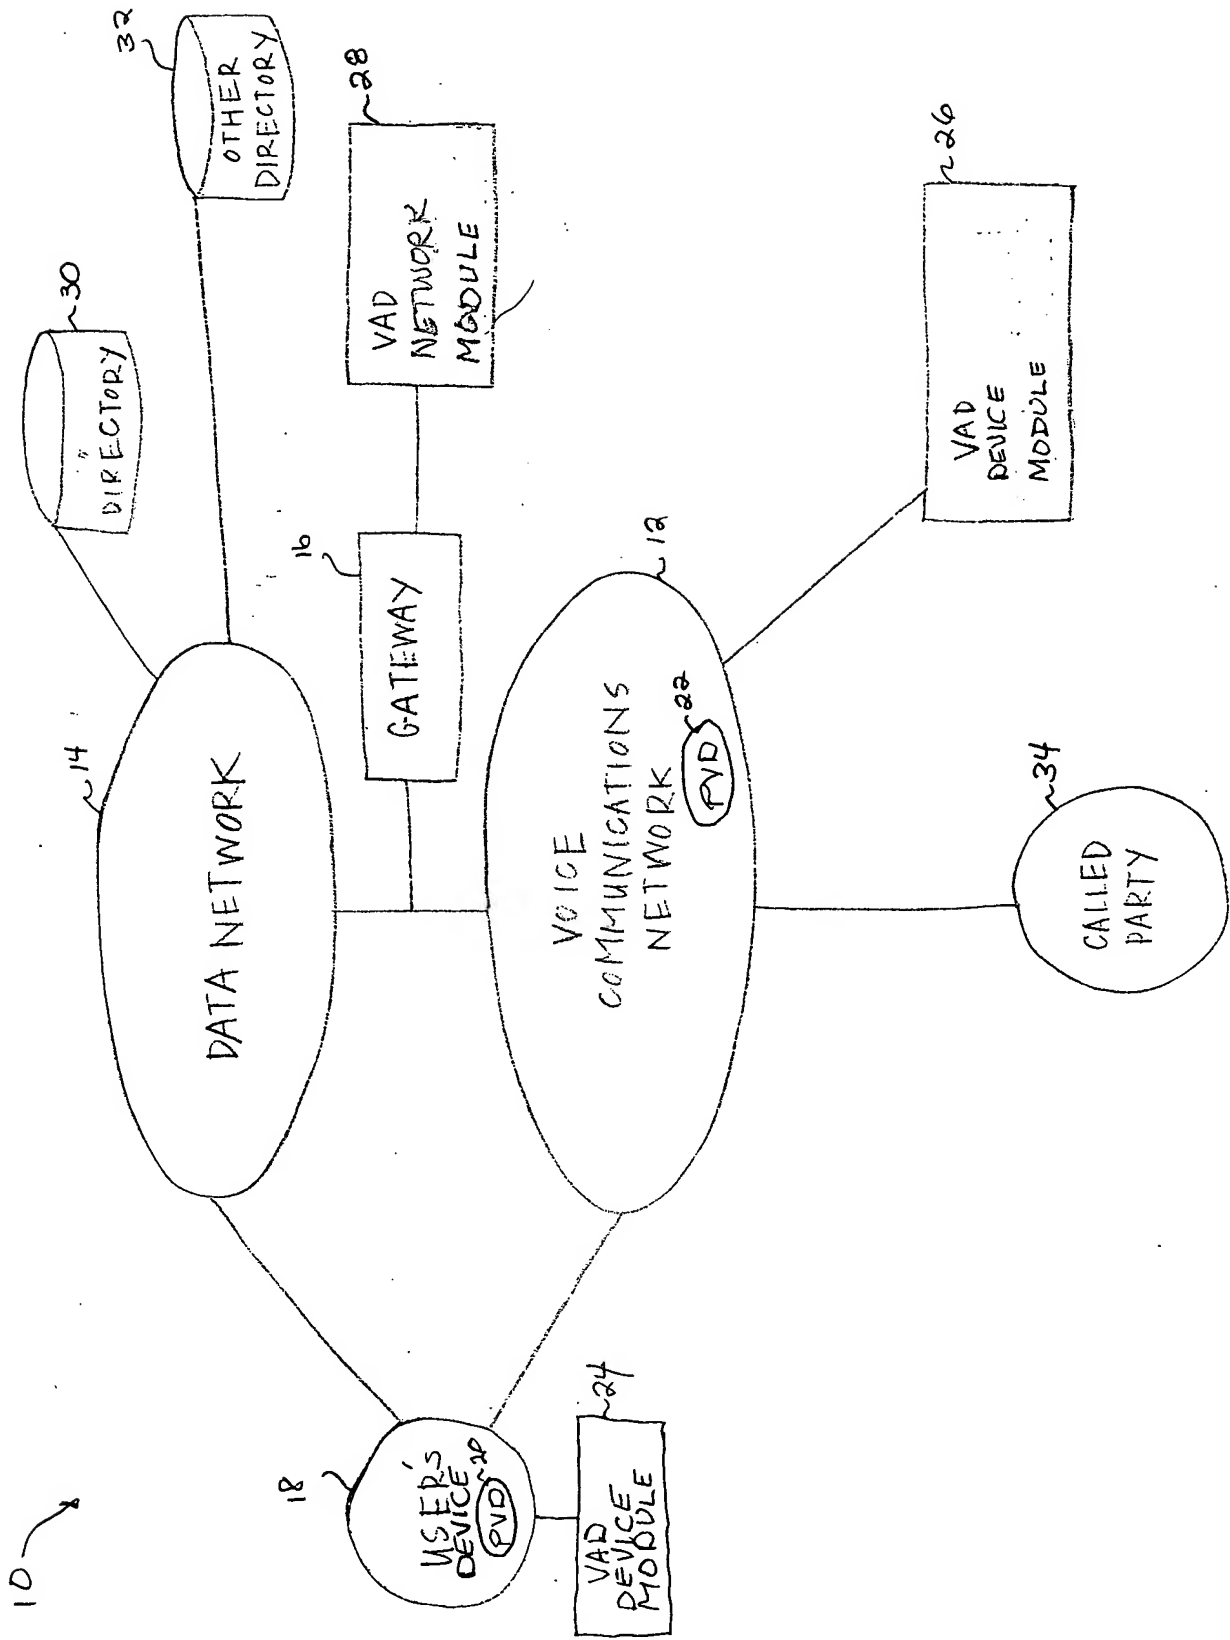 10
14
DATA NETWORK
30
DIRECTORY
32
OTHER
DIRECTORY
16
GATEWAY
28
VAD
NETWORK
MODULE
18
USER'S
DEVICE
20
PVD
24
VAD
DEVICE
MODULE
12
VOICE
COMMUNICATIONS
NETWORK
22
PVD
26
VAD
DEVICE
MODULE
34
CALLED
PARTY